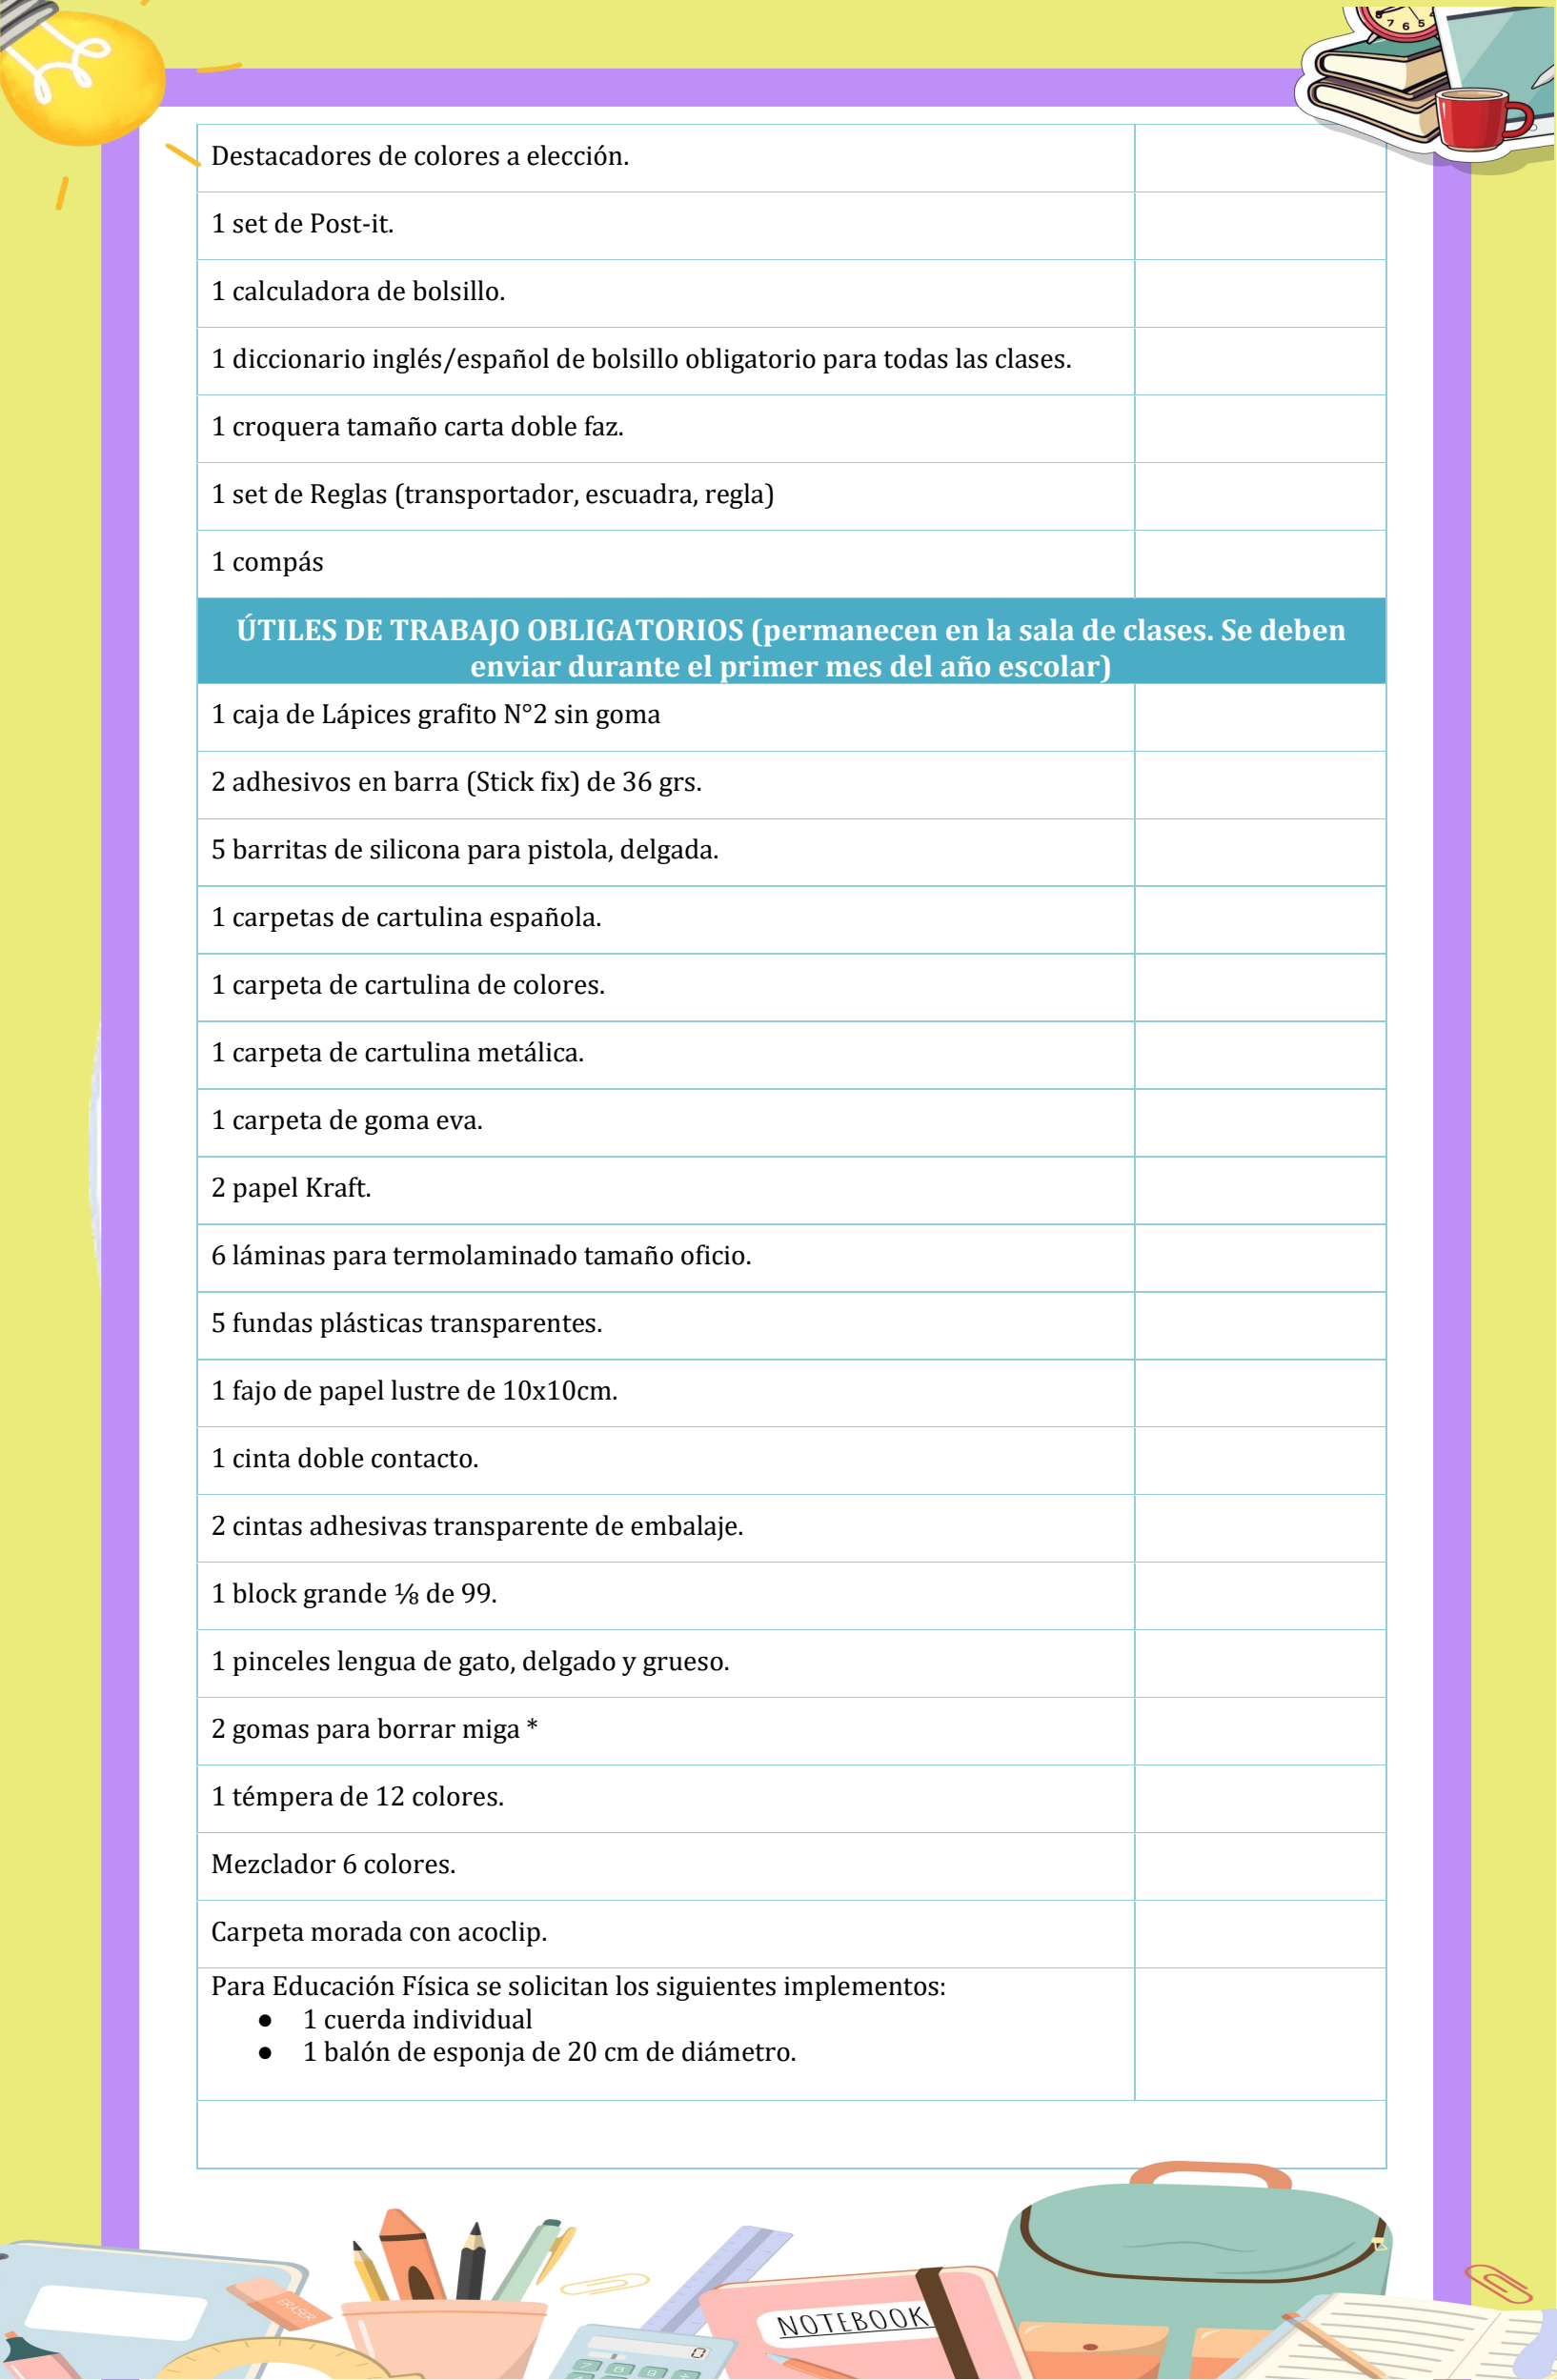 Destacadores de colores a elección.
1 set de Post-it.
1 calculadora de bolsillo.
1 diccionario inglés/español de bolsillo obligatorio para todas las clases.
1 croquera tamaño carta doble faz.
1 set de Reglas (transportador, escuadra, regla)
1 compás
ÚTILES DE TRABAJO OBLIGATORIOS (permanecen en la sala de clases. Se deben
enviar durante el primer mes del año escolar)
1 caja de Lápices grafito N°2 sin goma
2 adhesivos en barra (Stick fix) de 36 grs.
5 barritas de silicona para pistola, delgada.
1 carpetas de cartulina española.
1 carpeta de cartulina de colores.
1 carpeta de cartulina metálica.
1 carpeta de goma eva.
2 papel Kraft.
6 láminas para termolaminado tamaño oficio.
5 fundas plásticas transparentes.
1 fajo de papel lustre de 10x10cm.
1 cinta doble contacto.
2 cintas adhesivas transparente de embalaje.
1 block grande ⅛ de 99.
1 pinceles lengua de gato, delgado y grueso.
2 gomas para borrar miga *
1 témpera de 12 colores.
Mezclador 6 colores.
Carpeta morada con acoclip.
Para Educación Física se solicitan los siguientes implementos:
● 1 cuerda individual
● 1 balón de esponja de 20 cm de diámetro.
ERASER
NOTEBOOK
0
7 8 9 +